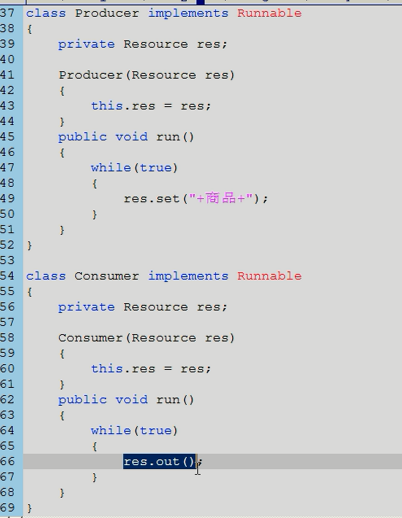 37 class Producer implements Runnable
38 {
39     private Resource res;
40
41     Producer(Resource res)
42     {
43         this.res = res;
44     }
45     public void run()
46     {
47         while(true)
48         {
49             res.set("+商品+");
50         }
51     }
52 }
53
54 class Consumer implements Runnable
55 {
56     private Resource res;
57
58     Consumer(Resource res)
59     {
60         this.res = res;
61     }
62     public void run()
63     {
64         while(true)
65         {
66             res.out();
67         }
68     }
69 }